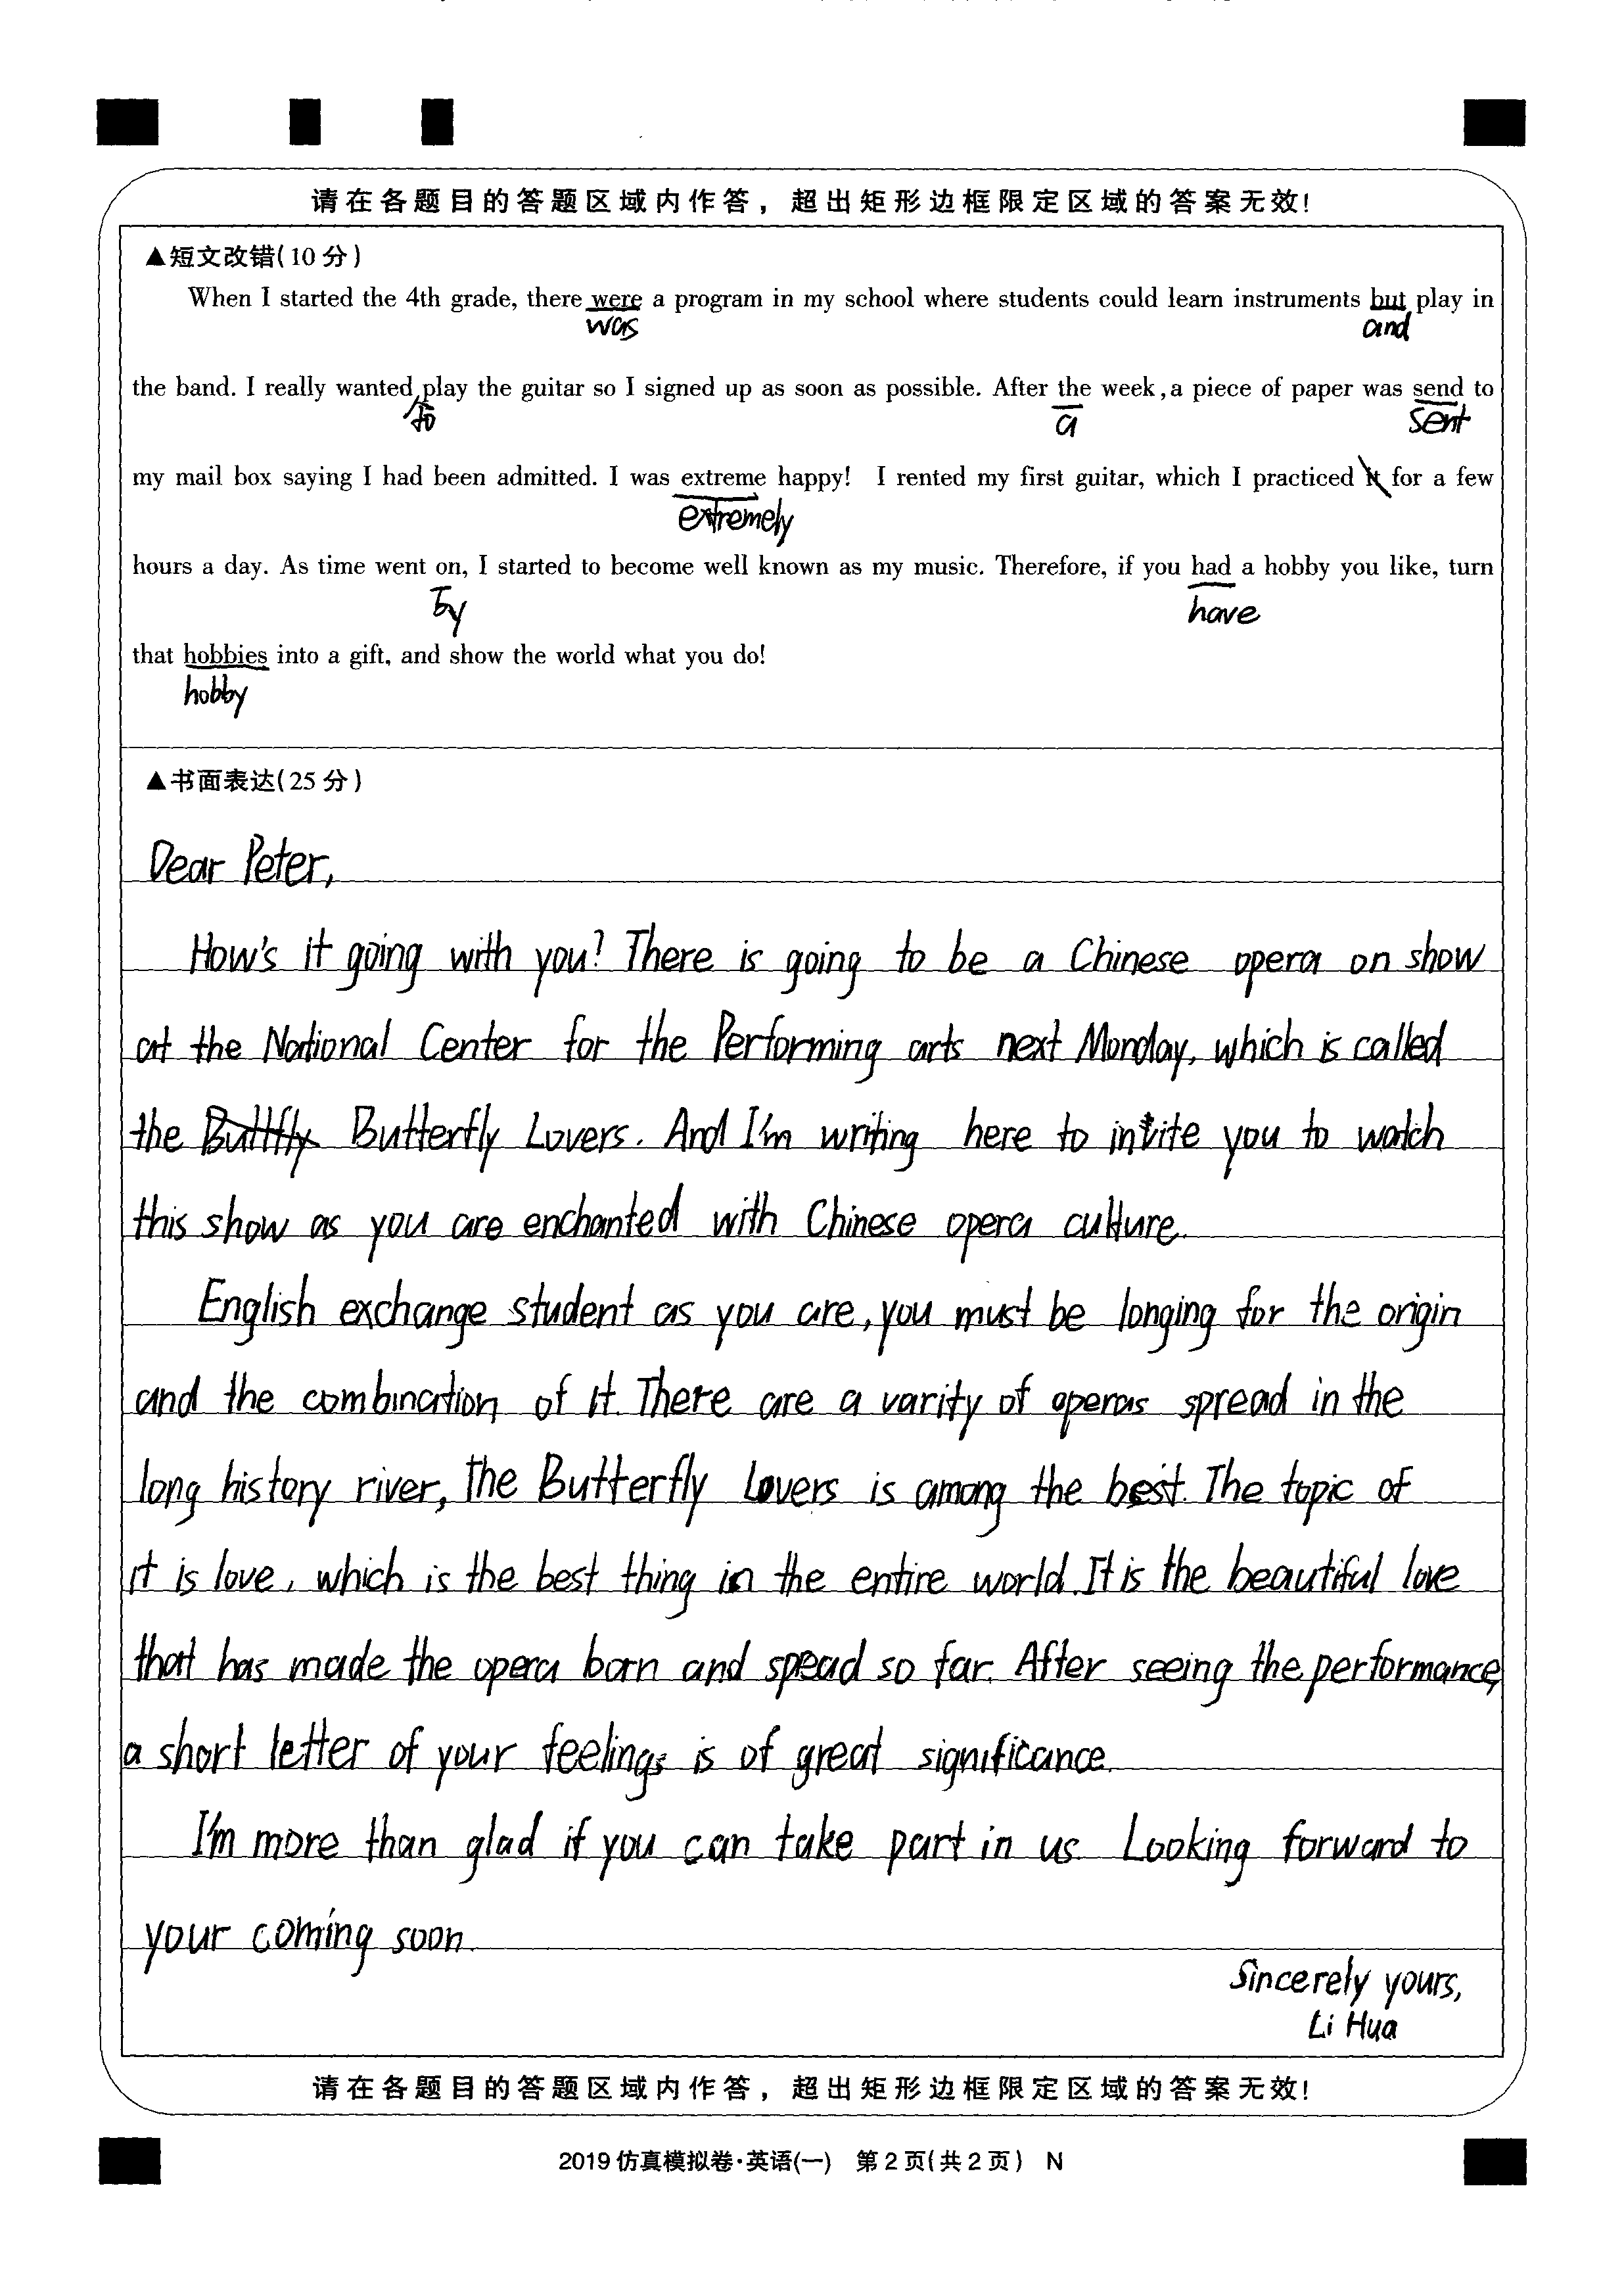 请在各题目的答题区域内作答，超出矩形边框限定区域的答案无效!
▲短文改错(10分)
When I started the 4th grade, there were a program in my school where students could learn instruments but play in
was and
the band. I really wanted play the guitar so I signed up as soon as possible. After the week, a piece of paper was send to
to a sent
my mail box saying I had been admitted. I was extreme happy! I rented my first guitar, which I practiced it for a few
extremely
hours a day. As time went on, I started to become well known as my music. Therefore, if you had a hobby you like, turn
by have
that hobbies into a gift, and show the world what you do!
hobby
▲书面表达(25分)
Dear Peter,
How's it going with you? There is going to be a Chinese opera on show
at the National Center for the Performing arts next Monday, which is called
the Buttfly Butterfly Lovers. And I'm writing here to invite you to watch
this show as you are enchanted with Chinese opera culture.
English exchange student as you are, you must be longing for the origin
and the combination of it. There are a varity of operas spread in the
long history river, The Butterfly Lovers is among the best. The topic of
it is love, which is the best thing in the entire world. It is the beautiful love
that has made the opera born and spread so far. After seeing the performance,
a short letter of your feelings is of great significance.
I'm more than glad if you can take part in us. Looking forward to
your coming soon.
Sincerely yours,
Li Hua
请在各题目的答题区域内作答，超出矩形边框限定区域的答案无效!
2019仿真模拟卷·英语(一) 第2页(共2页) N